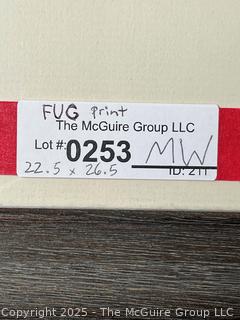 FUG print
The McGuire Group LLC
Lot #: 0253 MW
22.5 x 26.5 ID: 211
Copyright 2025 - The McGuire Group LLC